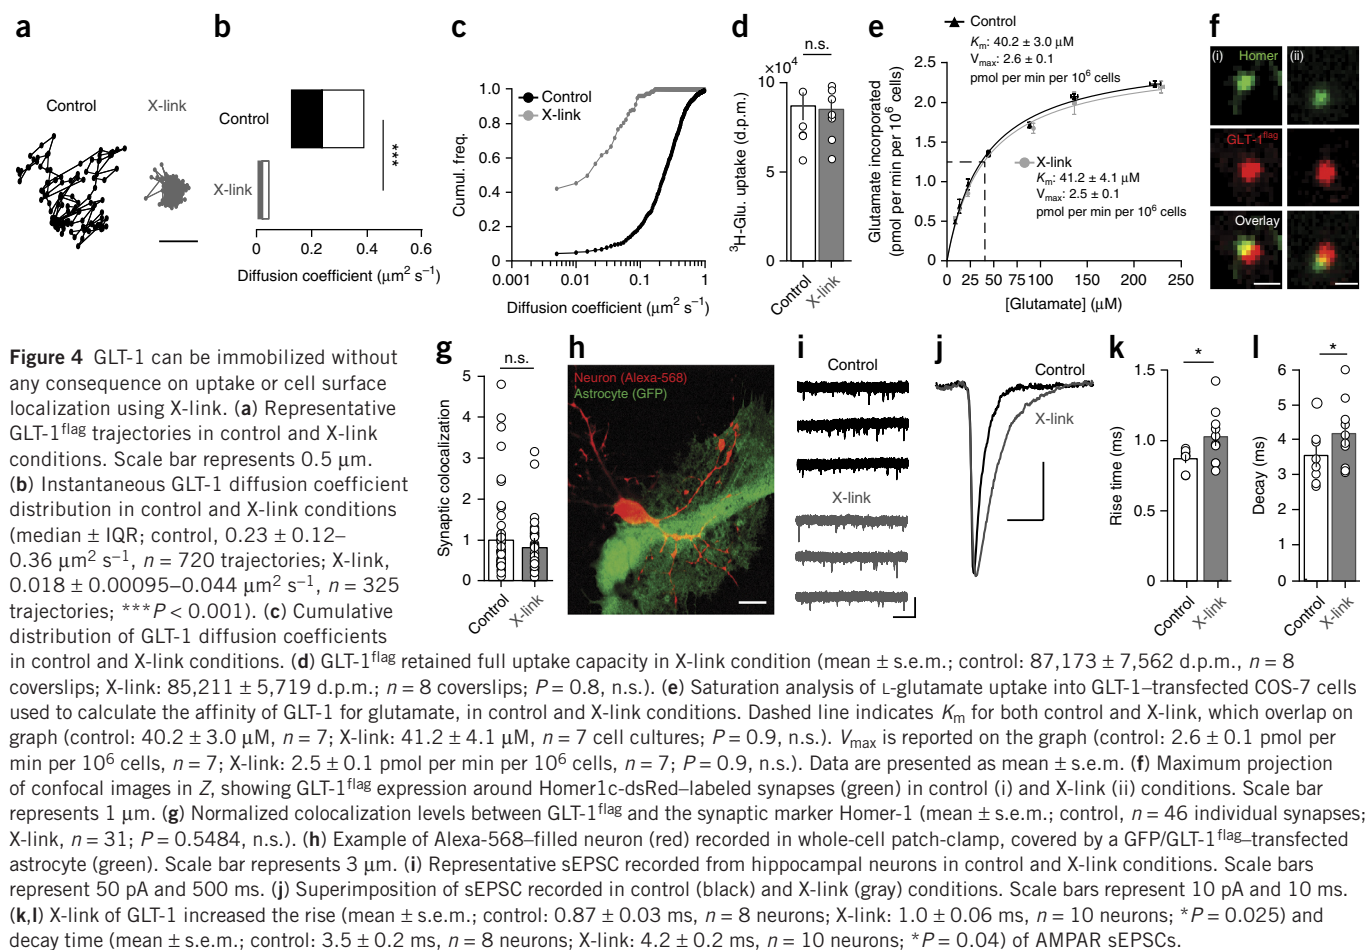 a
Control
X-link
b
Control
X-link
***
0
0.2
0.4
0.6
Diffusion coefficient (μm² s⁻¹)
c
Cumul. freq.
1.0
0.8
0.6
0.4
0.2
0
Control
X-link
0.001
0.01
0.1
1
Diffusion coefficient (μm² s⁻¹)
d
n.s.
×10⁴
10
5
0
³H-Glu. uptake (d.p.m.)
Control
X-link
e
Control
Kₘ: 40.2 ± 3.0 μM
Vₘₐₓ: 2.6 ± 0.1
pmol per min per 10⁶ cells
Glutamate incorporated
(pmol per min per 10⁶ cells)
2.5
2.0
1.5
1.0
0.5
0
X-link
Kₘ: 41.2 ± 4.1 μM
Vₘₐₓ: 2.5 ± 0.1
pmol per min per 10⁶ cells
0
25
50
75
100
150
200
250
[Glutamate] (μM)
f
(i)
Homer
(ii)
GLT-1ᶠˡᵃᵍ
Overlay
g
n.s.
Synaptic colocalization
5
4
3
2
1
0
Control
X-link
h
Neuron (Alexa-568)
Astrocyte (GFP)
i
Control
X-link
j
Control
X-link
k
*
Rise time (ms)
1.5
1.0
0.5
0
Control
X-link
l
*
Decay (ms)
6
5
4
3
2
1
0
Control
X-link
Figure 4 GLT-1 can be immobilized without
any consequence on uptake or cell surface
localization using X-link. (a) Representative
GLT-1ᶠˡᵃᵍ trajectories in control and X-link
conditions. Scale bar represents 0.5 μm.
(b) Instantaneous GLT-1 diffusion coefficient
distribution in control and X-link conditions
(median ± IQR; control, 0.23 ± 0.12–
0.36 μm² s⁻¹, n = 720 trajectories; X-link,
0.018 ± 0.00095–0.044 μm² s⁻¹, n = 325
trajectories; ***P < 0.001). (c) Cumulative
distribution of GLT-1 diffusion coefficients
in control and X-link conditions. (d) GLT-1ᶠˡᵃᵍ retained full uptake capacity in X-link condition (mean ± s.e.m.; control: 87,173 ± 7,562 d.p.m., n = 8
coverslips; X-link: 85,211 ± 5,719 d.p.m.; n = 8 coverslips; P = 0.8, n.s.). (e) Saturation analysis of L-glutamate uptake into GLT-1–transfected COS-7 cells
used to calculate the affinity of GLT-1 for glutamate, in control and X-link conditions. Dashed line indicates Kₘ for both control and X-link, which overlap on
graph (control: 40.2 ± 3.0 μM, n = 7; X-link: 41.2 ± 4.1 μM, n = 7 cell cultures; P = 0.9, n.s.). Vₘₐₓ is reported on the graph (control: 2.6 ± 0.1 pmol per
min per 10⁶ cells, n = 7; X-link: 2.5 ± 0.1 pmol per min per 10⁶ cells, n = 7; P = 0.9, n.s.). Data are presented as mean ± s.e.m. (f) Maximum projection
of confocal images in Z, showing GLT-1ᶠˡᵃᵍ expression around Homer1c-dsRed–labeled synapses (green) in control (i) and X-link (ii) conditions. Scale bar
represents 1 μm. (g) Normalized colocalization levels between GLT-1ᶠˡᵃᵍ and the synaptic marker Homer-1 (mean ± s.e.m.; control, n = 46 individual synapses;
X-link, n = 31; P = 0.5484, n.s.). (h) Example of Alexa-568–filled neuron (red) recorded in whole-cell patch-clamp, covered by a GFP/GLT-1ᶠˡᵃᵍ–transfected
astrocyte (green). Scale bar represents 3 μm. (i) Representative sEPSC recorded from hippocampal neurons in control and X-link conditions. Scale bars
represent 50 pA and 500 ms. (j) Superimposition of sEPSC recorded in control (black) and X-link (gray) conditions. Scale bars represent 10 pA and 10 ms.
(k,l) X-link of GLT-1 increased the rise (mean ± s.e.m.; control: 0.87 ± 0.03 ms, n = 8 neurons; X-link: 1.0 ± 0.06 ms, n = 10 neurons; *P = 0.025) and
decay time (mean ± s.e.m.; control: 3.5 ± 0.2 ms, n = 8 neurons; X-link: 4.2 ± 0.2 ms, n = 10 neurons; *P = 0.04) of AMPAR sEPSCs.